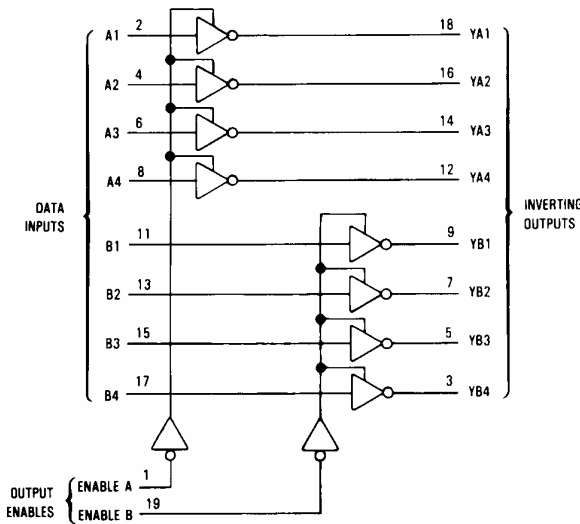 A1 2 18 YA1
A2 4 16 YA2
A3 6 14 YA3
A4 8 12 YA4
DATA
INPUTS
INVERTING
OUTPUTS
B1 11 9 YB1
B2 13 7 YB2
B3 15 5 YB3
B4 17 3 YB4
OUTPUT
ENABLES
ENABLE A 1
ENABLE B 19